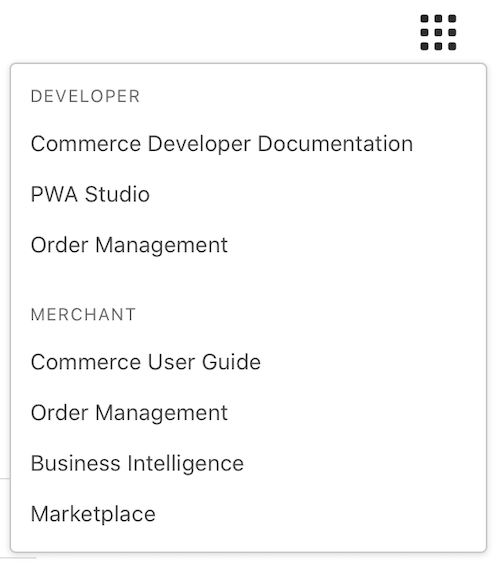 DEVELOPER
Commerce Developer Documentation
PWA Studio
Order Management
MERCHANT
Commerce User Guide
Order Management
Business Intelligence
Marketplace